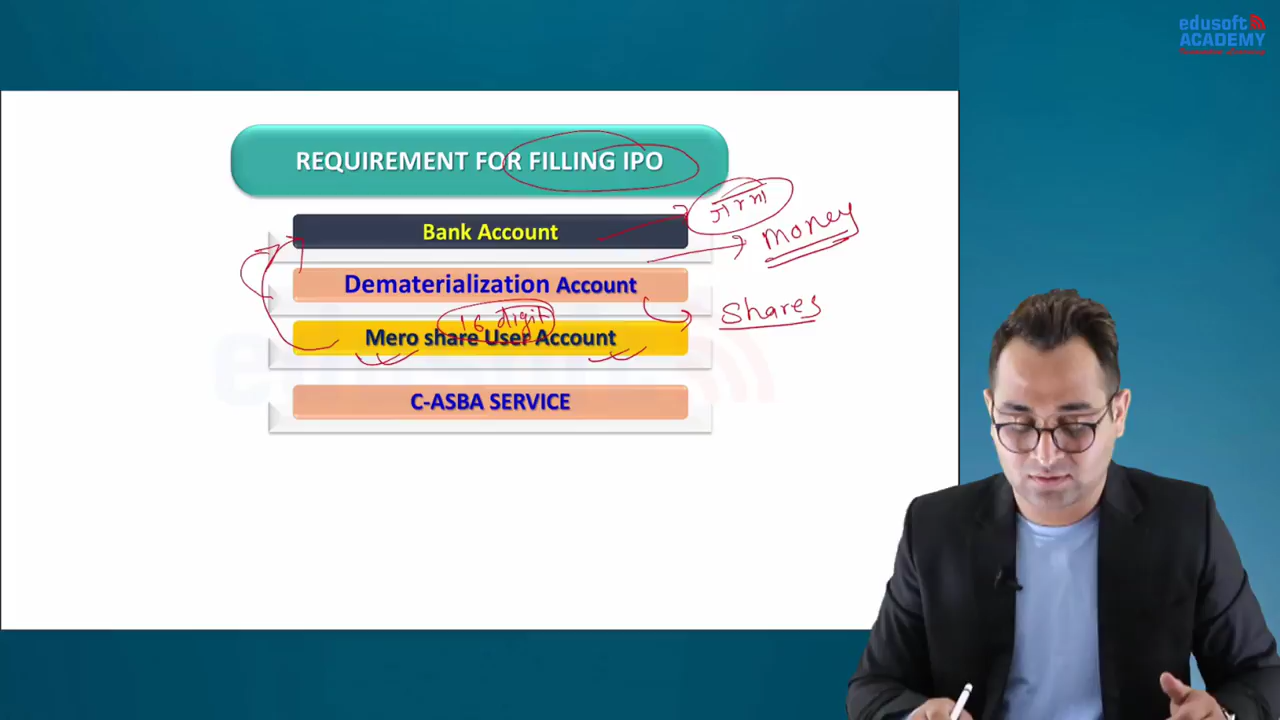 edusoft
ACADEMY
REQUIREMENT FOR FILLING IPO
Bank Account
Money
Dematerialization Account
Shares
16 digit
Mero share User Account
C-ASBA SERVICE